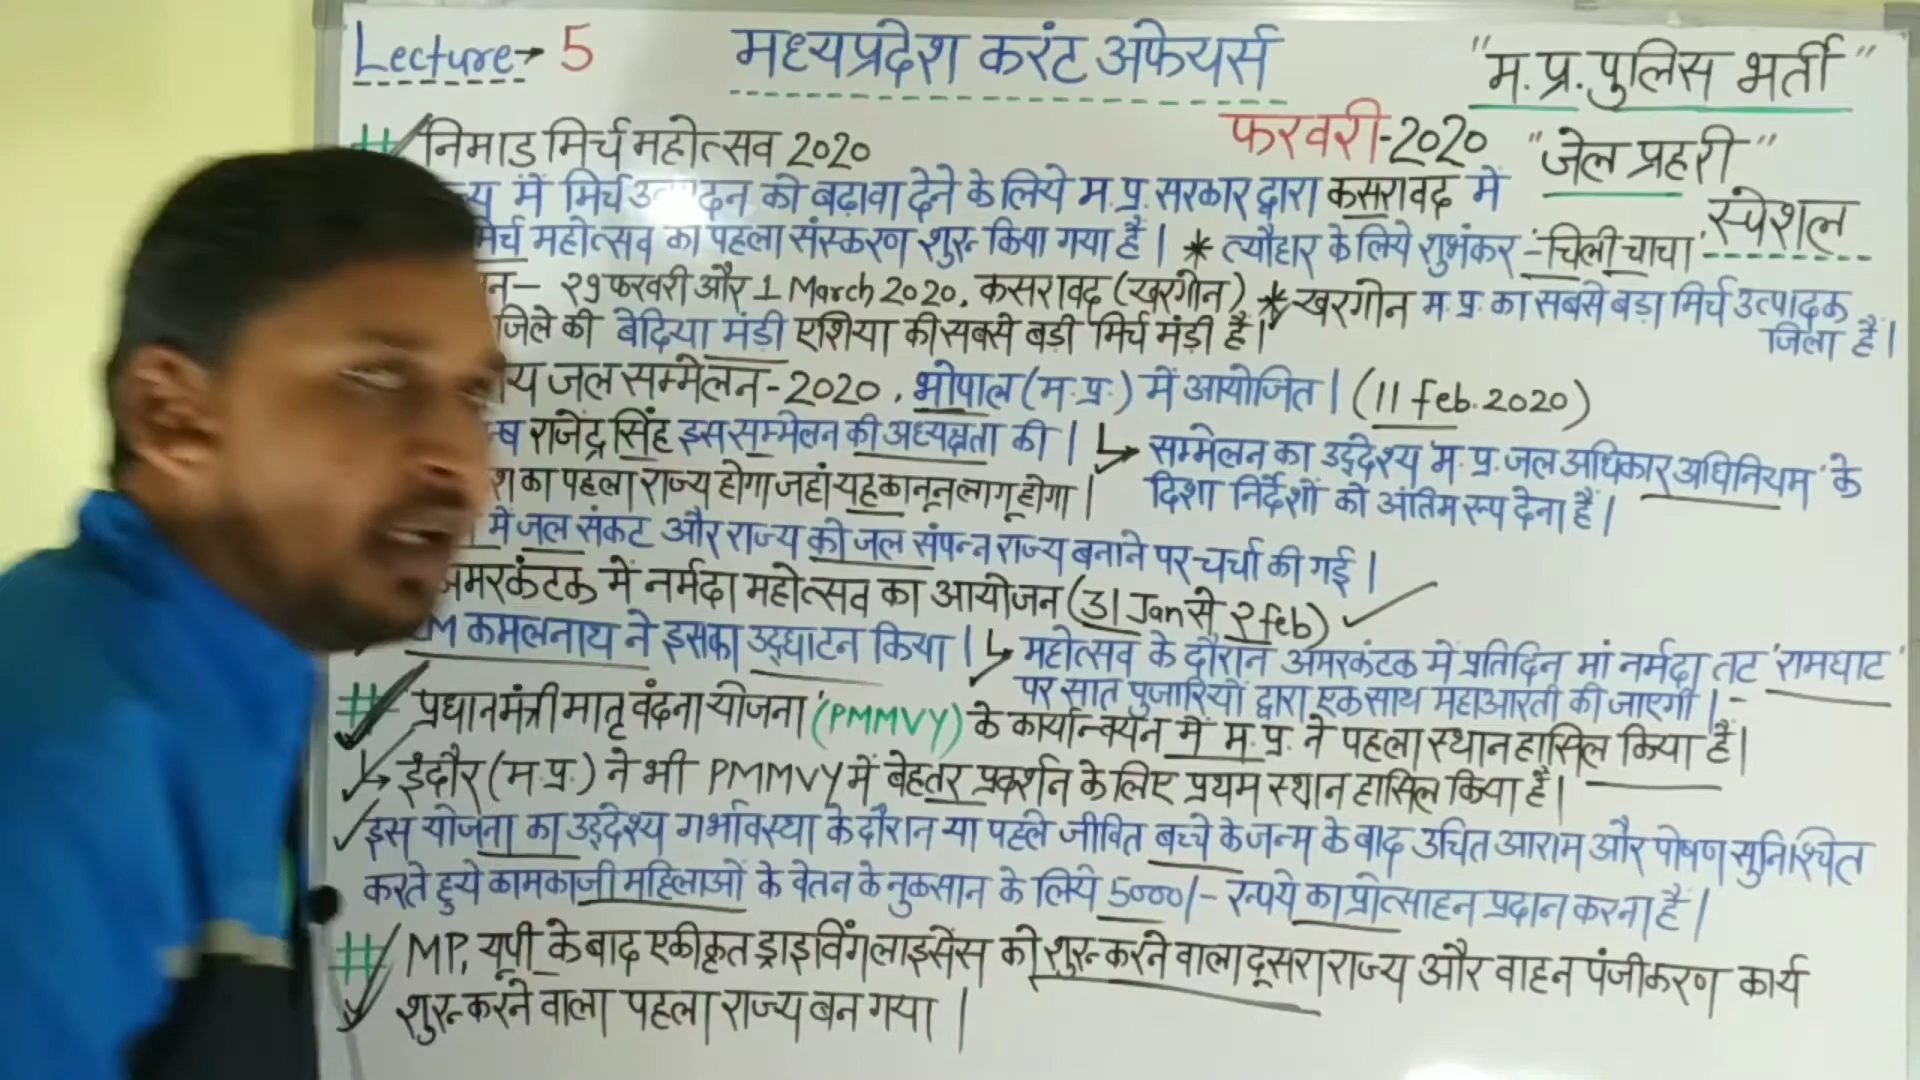 Lecture→ 5
मध्यप्रदेश करंट अफेयर्स
"म.प्र.पुलिस भर्ती"
फरवरी-2020
"जेल प्रहरी"
स्पेशल
# निमाड़ मिर्च महोत्सव 2020
में मिर्च को बढ़ावा देने के लिये म.प्र. सरकार द्वारा कसरावद में
मिर्च महोत्सव का पहला संस्करण शुरू किया गया है। * त्यौहार के लिये शुभंकर - चिली चाचा
– २९ फरवरी और 1 March 2020, कसरावद (खरगोन) * खरगोन म.प्र. का सबसे बड़ा मिर्च उत्पादक जिला है।
जिले की बेदिया मंडी एशिया की सबसे बड़ी मिर्च मंडी है।
जल सम्मेलन-2020, भोपाल (म.प्र.) में आयोजित। (11 feb.2020)
राजेंद्र सिंह इस सम्मेलन की अध्यक्षता की। ↳ सम्मेलन का उद्देश्य 'म.प्र. जल अधिकार अधिनियम' के
का पहला राज्य होगा जहां यह कानून लागू होगा। दिशा निर्देशों को अंतिम रूप देना हैं।
में जल संकट और राज्य को जल संपन्न राज्य बनाने पर चर्चा की गई।
अमरकंटक में नर्मदा महोत्सव का आयोजन (31 Jan से 2 feb)
कमलनाथ ने इसका उद्घाटन किया। ↳ महोत्सव के दौरान अमरकंटक में प्रतिदिन मां नर्मदा तट 'रामघाट'
पर सात पुजारियों द्वारा एक साथ महाआरती की जाएगी।
# प्रधानमंत्री मातृ वंदना योजना (PMMVY) के कार्यान्वयन में म.प्र. ने पहला स्थान हासिल किया है।
↳ इंदौर (म.प्र.) ने भी PMMVY में बेहतर प्रदर्शन के लिए प्रथम स्थान हासिल किया है।
इस योजना का उद्देश्य गर्भावस्था के दौरान या पहले जीवित बच्चे के जन्म के बाद उचित आराम और पोषण सुनिश्चित
करते हुये कामकाजी महिलाओं के वेतन के नुकसान के लिये 5000/- रूपये का प्रोत्साहन प्रदान करना है।
# MP, यूपी के बाद एकीकृत ड्राइविंग लाइसेंस को शुरू करने वाला दूसरा राज्य और वाहन पंजीकरण कार्य
शुरू करने वाला पहला राज्य बन गया।